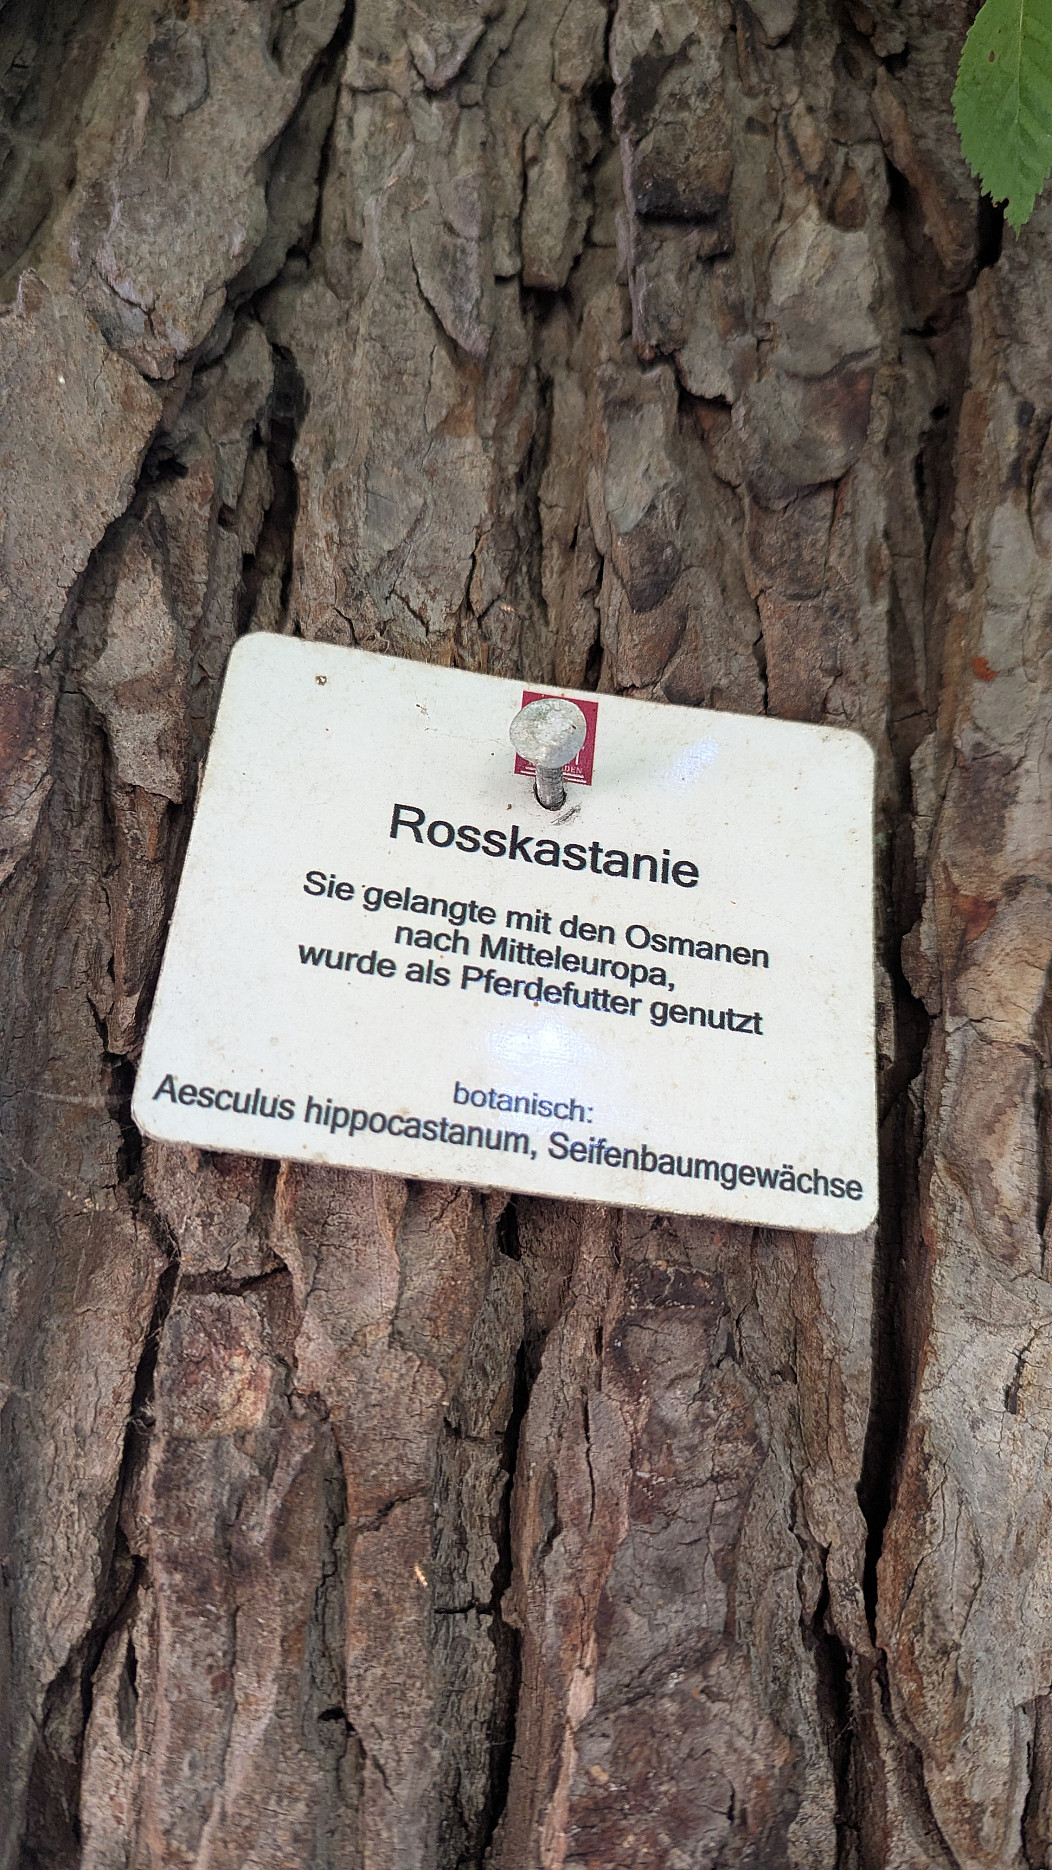 Rosskastanie
Sie gelangte mit den Osmanen
nach Mitteleuropa,
wurde als Pferdefutter genutzt
botanisch:
Aesculus hippocastanum, Seifenbaumgewächse